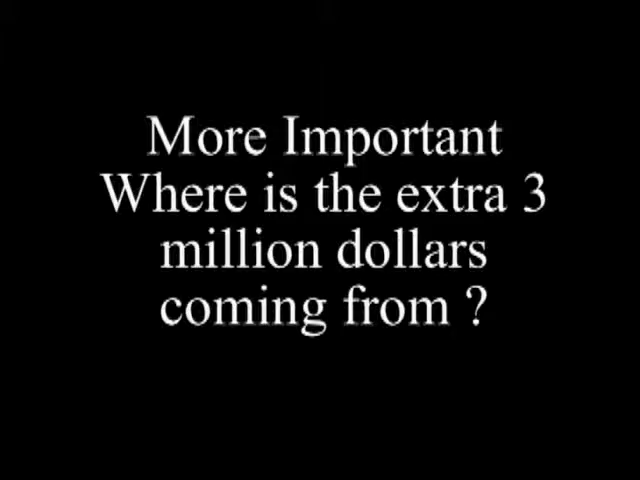 More Important
Where is the extra 3
million dollars
coming from ?